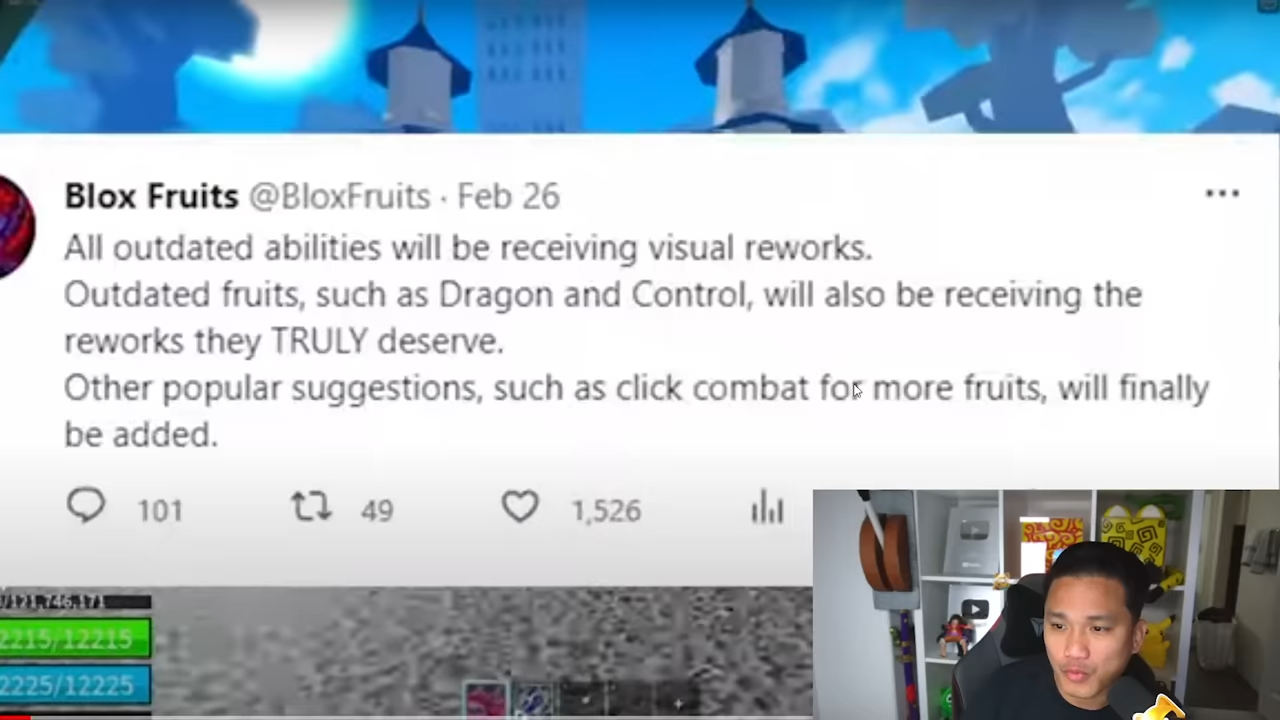 Blox Fruits @BloxFruits · Feb 26
All outdated abilities will be receiving visual reworks.
Outdated fruits, such as Dragon and Control, will also be receiving the
reworks they TRULY deserve.
Other popular suggestions, such as click combat for more fruits, will finally
be added.
101 49 1,526
2215/12215
2225/12225